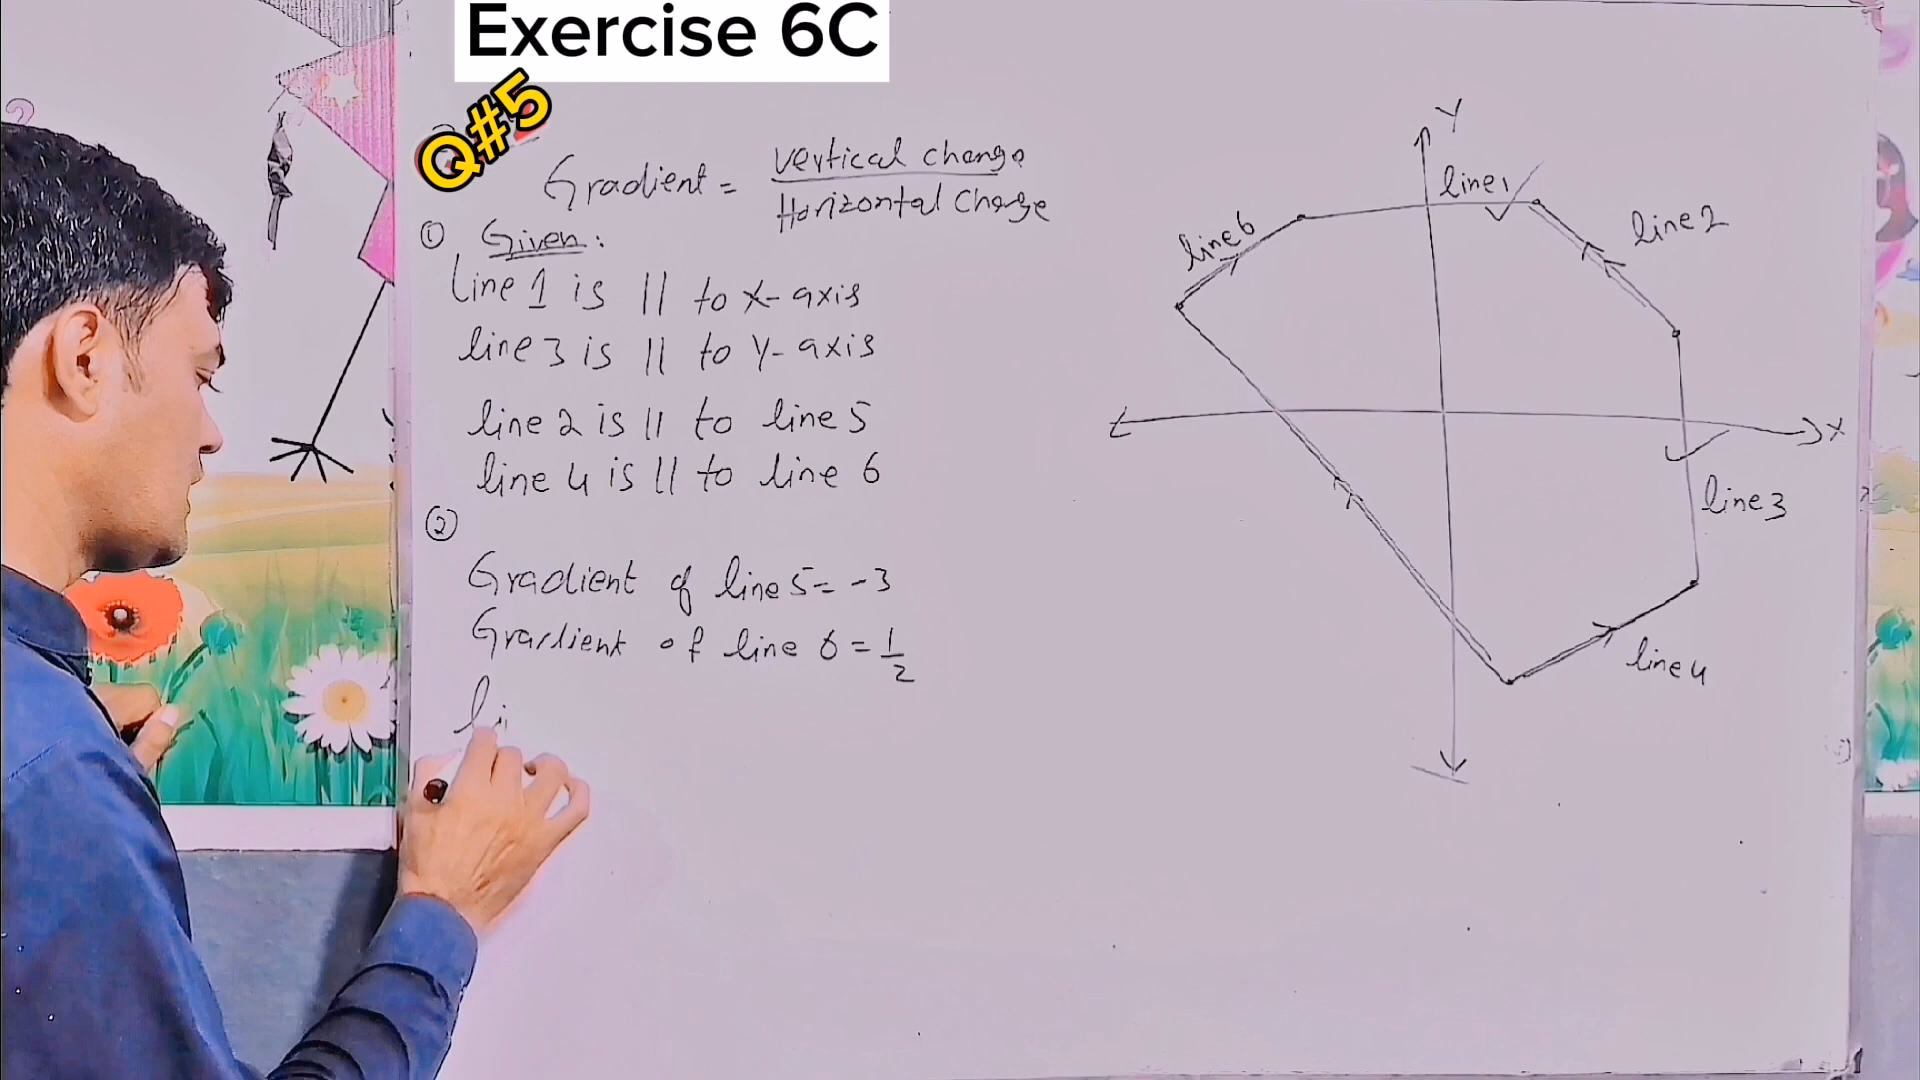 Exercise 6C
Q#5
Gradient = vertical change
Horizontal Change
① Given:
Line 1 is || to x-axis
line 3 is || to Y-axis
line 2 is || to line 5
line 4 is || to line 6
②
Gradient of line 5 = -3
Gradient of line 6 = 1/2
li
Y
line 1
line 2
line 6
X
line 3
line 4